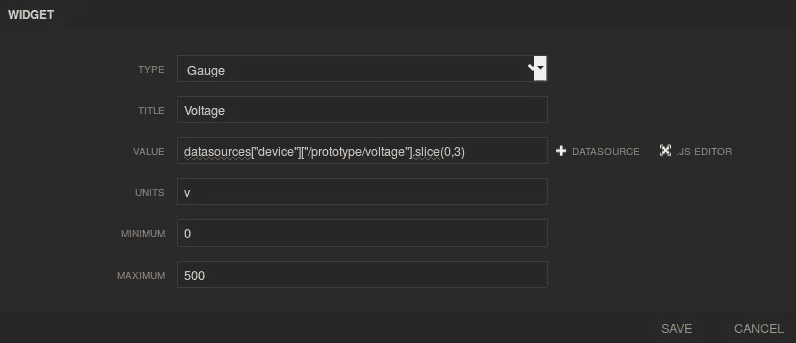 WIDGET
TYPE Gauge
TITLE Voltage
VALUE datasources["device"]["/prototype/voltage"].slice(0,3) DATASOURCE .JS EDITOR
UNITS v
MINIMUM 0
MAXIMUM 500
SAVE CANCEL